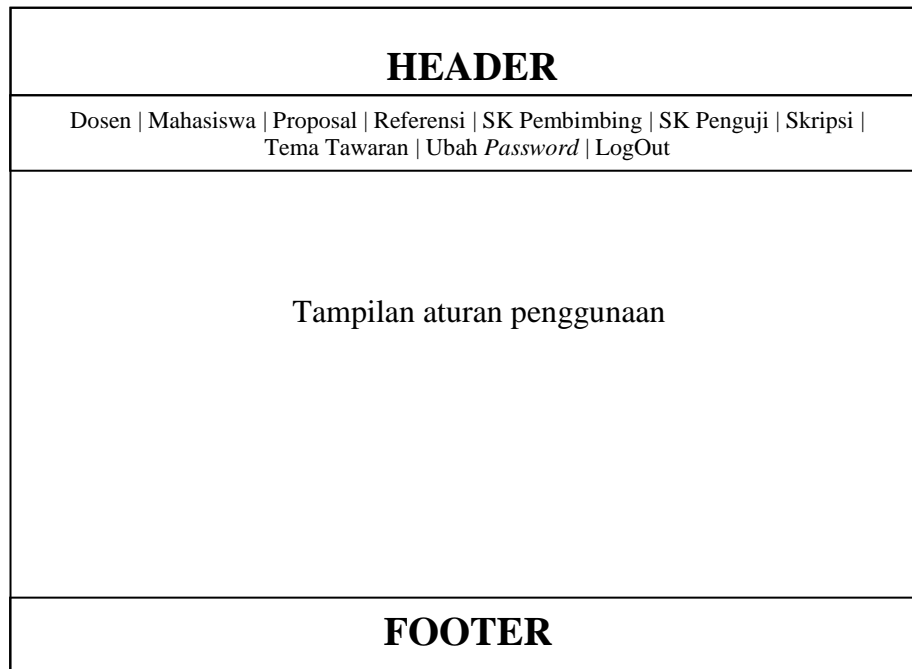 HEADER
Dosen | Mahasiswa | Proposal | Referensi | SK Pembimbing | SK Penguji | Skripsi |
Tema Tawaran | Ubah Password | LogOut
Tampilan aturan penggunaan
FOOTER